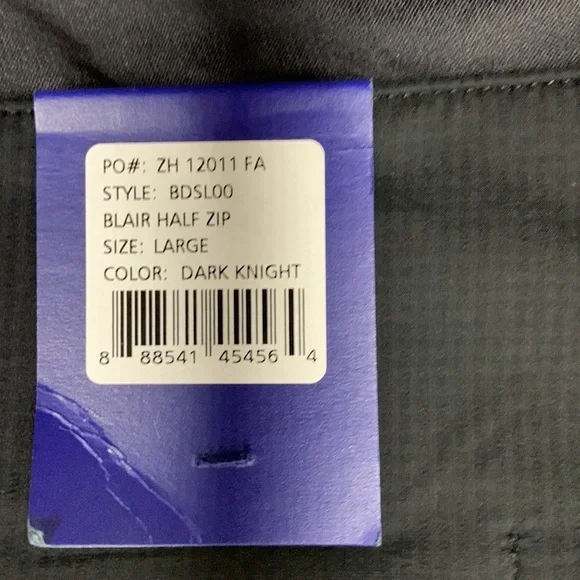 PO#: ZH 12011 FA
STYLE: BDSL00
BLAIR HALF ZIP
SIZE: LARGE
COLOR: DARK KNIGHT
8 88541 45456 4